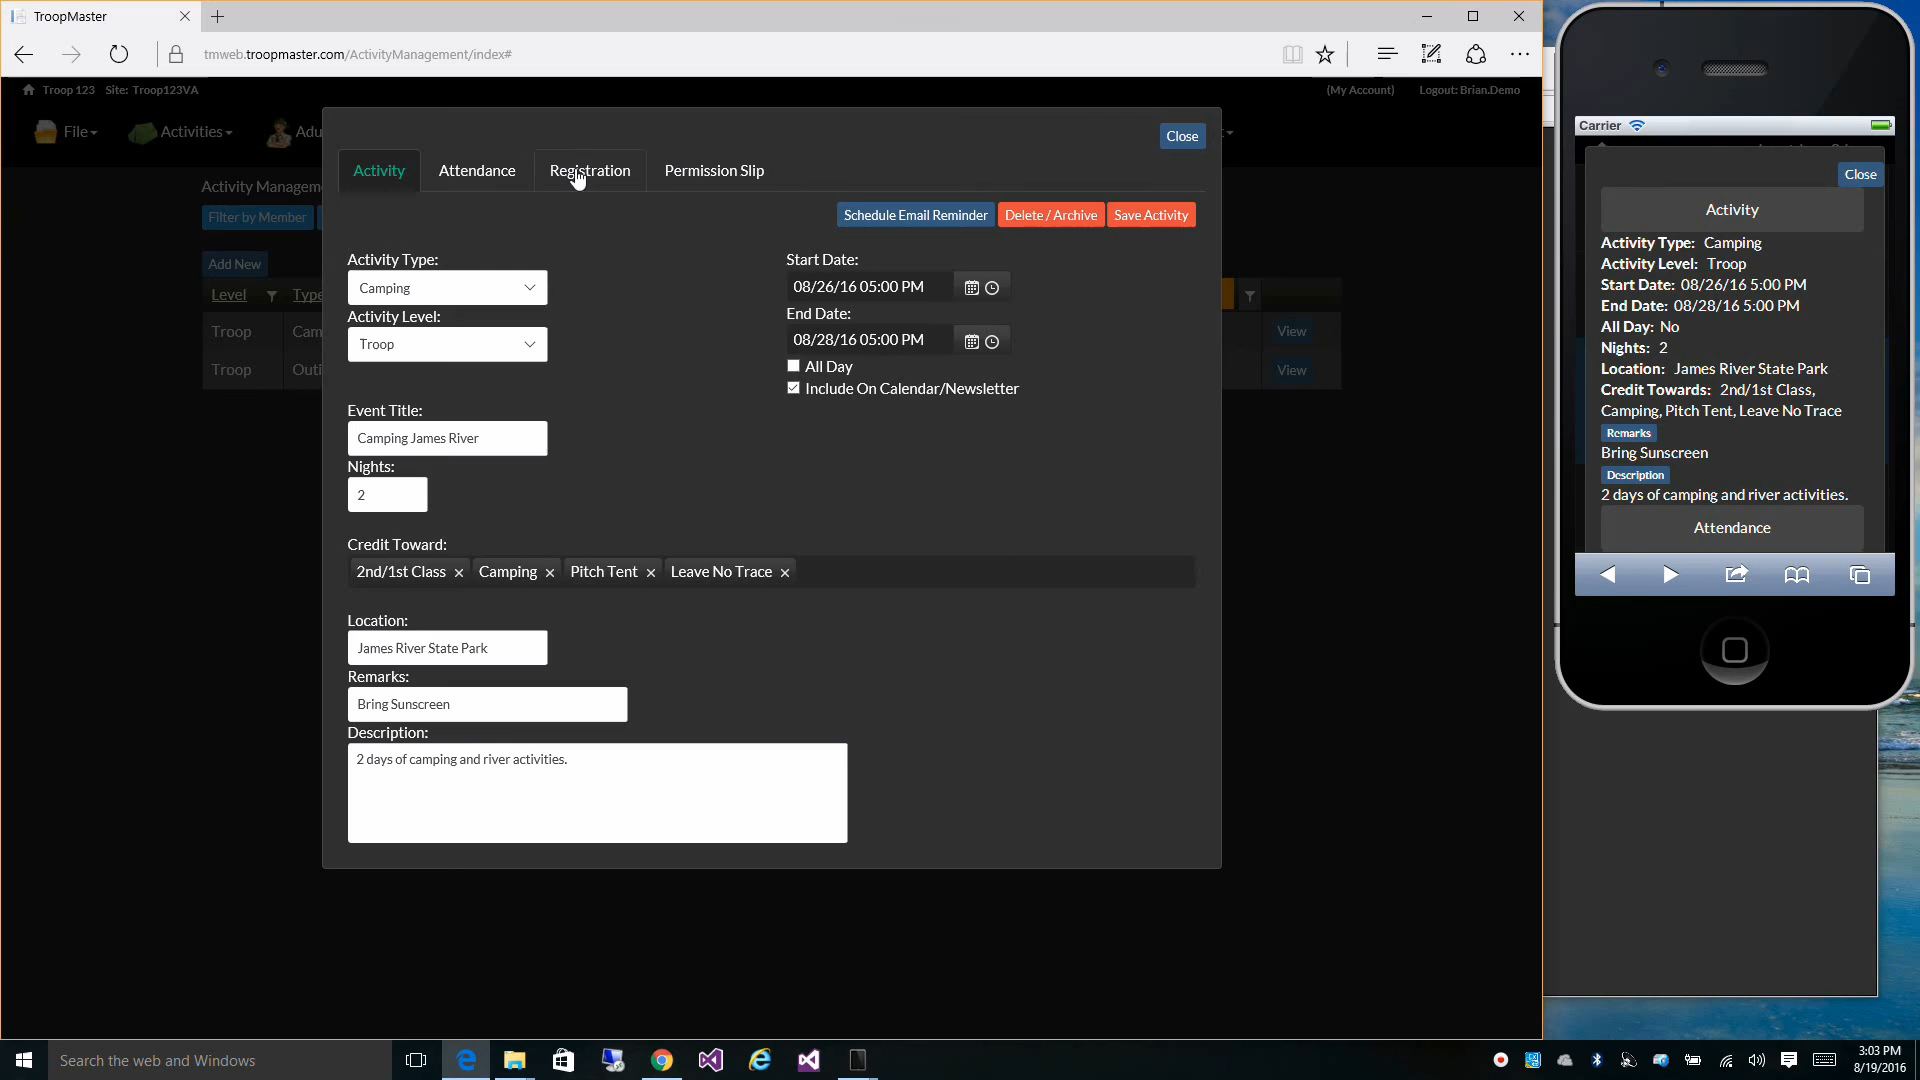 TroopMaster
tmweb.troopmaster.com/ActivityManagement/index#
Troop 123 Site: Troop123VA
(My Account) Logout: Brian.Demo
File Activities
Close
Activity Attendance Registration Permission Slip
Filter by Member
Schedule Email Reminder Delete / Archive Save Activity
Activity Type:
Camping
Activity Level:
Troop
Start Date:
08/26/16 05:00 PM
End Date:
08/28/16 05:00 PM
All Day
Include On Calendar/Newsletter
Add New
Level
Troop
View
Troop
View
Event Title:
Camping James River
Nights:
2
Credit Toward:
2nd/1st Class Camping Pitch Tent Leave No Trace
Location:
James River State Park
Remarks:
Bring Sunscreen
Description:
2 days of camping and river activities.
Carrier
Close
Activity
Activity Type: Camping
Activity Level: Troop
Start Date: 08/26/16 5:00 PM
End Date: 08/28/16 5:00 PM
All Day: No
Nights: 2
Location: James River State Park
Credit Towards: 2nd/1st Class,
Camping, Pitch Tent, Leave No Trace
Remarks
Bring Sunscreen
Description
2 days of camping and river activities.
Attendance
Search the web and Windows
3:03 PM
8/19/2016